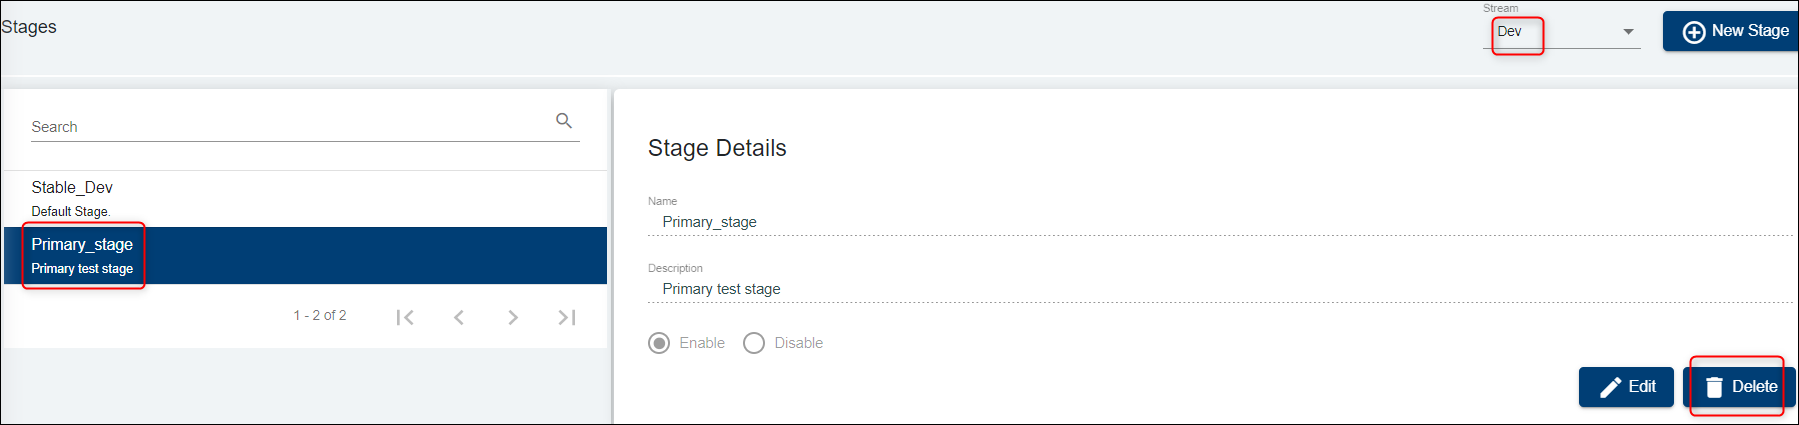 Stages
Stream
Dev
New Stage
Search
Stable_Dev
Default Stage.
Primary_stage
Primary test stage
1 - 2 of 2
Stage Details
Name
Primary_stage
Description
Primary test stage
Enable
Disable
Edit
Delete